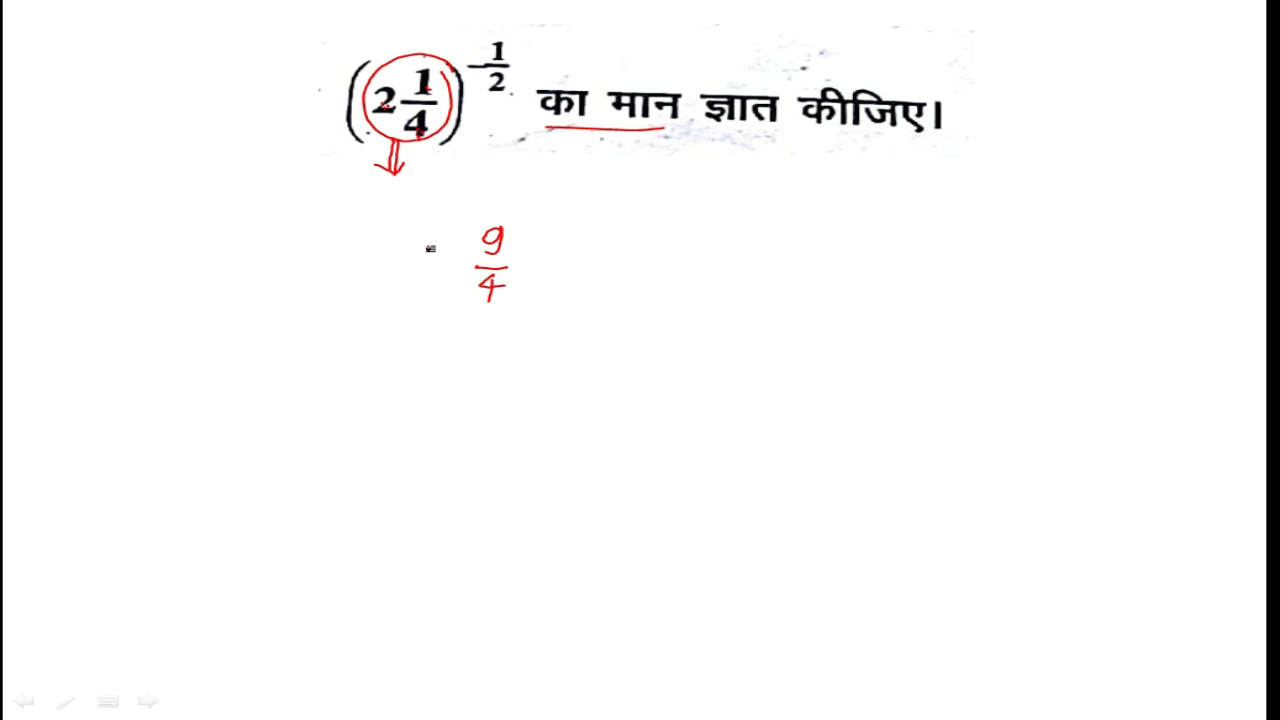 (2 1/4)^-1/2 का मान ज्ञात कीजिए।
9/4